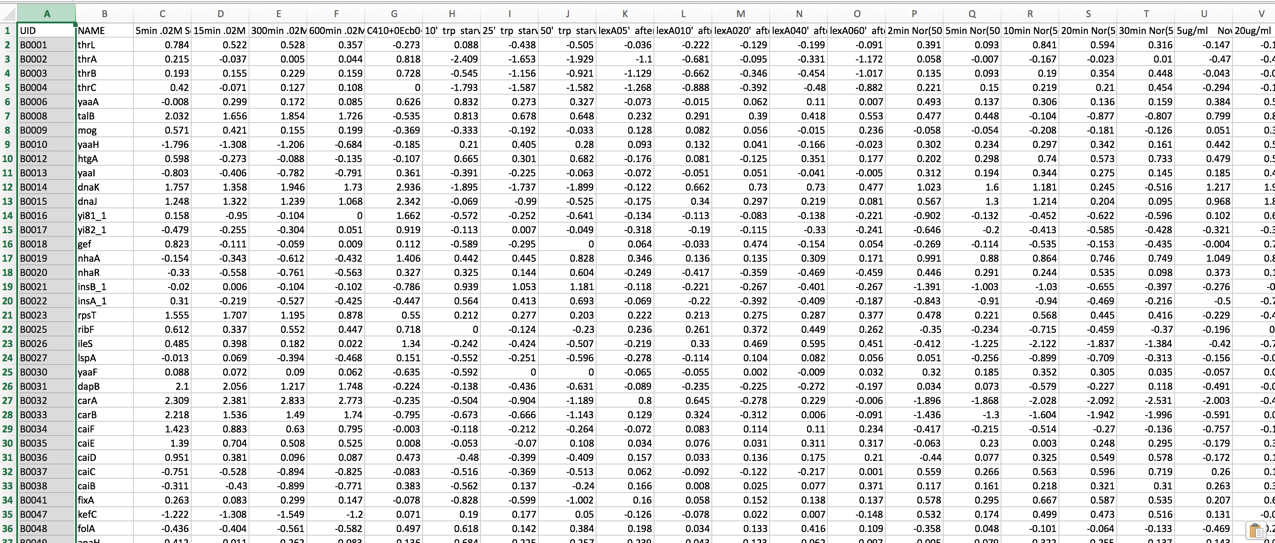 A B C D E F G H I J K L M N O P Q R S T U V
1 UID NAME 5min .02M S 15min .02M 300min .02M 600min .02M C410+0Ecb0- 10' trp starv 25' trp starv 50' trp starv lexA05' after lexA010' aft lexA020' aft lexA040' aft lexA060' aft 2min Nor(50 5min Nor(50 10min Nor(5 20min Nor(5 30min Nor(5 5ug/ml Nov 20ug/ml
2 B0001 thrL 0.784 0.522 0.528 0.357 -0.273 0.088 -0.438 -0.505 -0.036 -0.222 -0.129 -0.199 -0.091 0.391 0.093 0.841 0.594 0.316 -0.147
3 B0002 thrA 0.215 -0.037 0.005 0.044 0.818 -2.409 -1.653 -1.929 -1.1 -0.681 -0.095 -0.331 -1.172 0.058 -0.007 -0.167 -0.023 0.01 -0.47
4 B0003 thrB 0.193 0.229 0.159 0.728 -0.545 -1.156 -0.921 -1.129 -0.662 -0.346 -0.454 -1.017 0.135 0.093 0.19 0.354 0.448 -0.043
5 B0004 thrC 0.42 -0.071 0.127 0.108 0 -1.793 -1.587 -1.582 -1.268 -0.888 -0.392 -0.48 -0.882 0.221 0.15 0.219 0.21 0.454 -0.294
6 B0006 yaaA -0.008 0.299 0.172 0.085 0.626 0.832 0.273 0.327 -0.073 -0.015 0.062 0.11 0.007 0.493 0.137 0.306 0.136 0.159 0.384
7 B0008 talB 2.032 1.656 1.854 1.726 -0.535 0.813 0.678 0.648 0.232 0.291 0.39 0.418 0.553 0.477 0.448 -0.104 -0.877 -0.807 0.799
8 B0009 mog 0.571 0.421 0.155 0.199 -0.369 -0.333 -0.192 -0.033 0.128 0.082 0.056 -0.015 0.236 -0.058 -0.054 -0.208 -0.181 -0.126 0.051
9 B0010 yaaH -1.796 -1.308 -1.206 -0.684 -0.185 0.21 0.405 0.28 0.093 0.132 0.041 -0.166 -0.023 0.302 0.234 0.297 0.342 0.161 0.442
10 B0012 htgA 0.598 -0.273 -0.088 -0.135 -0.107 0.665 0.301 0.682 -0.176 0.081 -0.125 0.351 0.177 0.202 0.298 0.74 0.573 0.733 0.479
11 B0013 yaaI -0.803 -0.406 -0.782 -0.791 0.361 -0.391 -0.225 -0.063 -0.072 -0.051 0.051 -0.041 -0.005 0.312 0.194 0.344 0.275 0.145 0.185
12 B0014 dnaK 1.757 1.358 1.946 1.73 2.936 -1.895 -1.737 -1.899 -0.122 0.662 0.73 0.73 0.477 1.023 1.6 1.181 0.245 -0.516 1.217
13 B0015 dnaJ 1.248 1.322 1.239 1.068 2.342 -0.069 -0.99 -0.525 -0.175 0.34 0.297 0.219 0.081 0.567 1.3 1.214 0.204 0.095 0.968
14 B0016 yi81_1 0.158 -0.95 -0.104 0 1.662 -0.572 -0.252 -0.641 -0.134 -0.113 -0.083 -0.138 -0.221 -0.902 -0.132 -0.452 -0.622 -0.596 0.102
15 B0017 yi82_1 -0.479 -0.255 -0.304 0.051 0.919 -0.113 0.007 -0.049 -0.318 -0.19 -0.115 -0.33 -0.241 -0.646 -0.2 -0.413 -0.585 -0.428 -0.321
16 B0018 gef 0.823 -0.111 -0.059 0.009 0.112 -0.589 -0.295 0 0.064 -0.033 0.474 -0.154 0.054 -0.269 -0.114 -0.535 -0.153 -0.435 -0.004
17 B0019 nhaA -0.154 -0.343 -0.612 -0.432 1.406 0.442 0.445 0.828 0.346 0.136 0.135 0.309 0.171 0.991 0.88 0.864 0.746 0.749 1.049
18 B0020 nhaR -0.33 -0.558 -0.761 -0.563 0.327 0.325 0.144 0.604 -0.249 -0.417 -0.359 -0.469 -0.459 0.446 0.291 0.244 0.535 0.098 0.373
19 B0021 insB_1 -0.02 0.006 -0.104 -0.102 -0.786 0.939 1.053 1.181 -0.118 -0.221 -0.267 -0.401 -0.267 -1.391 -1.003 -1.03 -0.655 -0.397 -0.276
20 B0022 insA_1 0.31 -0.219 -0.527 -0.425 -0.447 0.564 0.413 0.693 -0.069 -0.22 -0.392 -0.409 -0.187 -0.843 -0.91 -0.94 -0.469 -0.216 -0.5
21 B0023 rpsT 1.555 1.707 1.195 0.878 0.55 0.212 0.277 0.203 0.222 0.213 0.275 0.287 0.377 0.478 0.221 0.568 0.445 0.416 -0.229
22 B0025 ribF 0.612 0.337 0.552 0.447 0.718 0 -0.124 -0.23 0.236 0.261 0.372 0.449 0.262 -0.35 -0.234 -0.715 -0.459 -0.37 -0.196
23 B0026 ileS 0.485 0.398 0.182 0.022 1.34 -0.242 -0.424 -0.507 -0.219 0.33 0.469 0.595 0.451 -0.412 -1.225 -2.122 -1.837 -1.384 -0.42
24 B0027 lspA -0.013 0.069 -0.394 -0.468 0.151 -0.552 -0.251 -0.596 -0.278 -0.114 0.104 0.082 0.056 0.051 -0.256 -0.899 -0.709 -0.313 -0.156
25 B0030 yaaF 0.088 0.072 0.09 0.062 -0.635 -0.592 0 0 -0.065 -0.055 0.002 -0.009 0.032 0.32 0.185 0.352 0.305 0.035 -0.057
26 B0031 dapB 2.1 2.056 1.217 1.748 -0.224 -0.138 -0.436 -0.631 -0.089 -0.235 -0.225 -0.272 -0.197 0.034 0.073 -0.579 -0.227 0.118 -0.491
27 B0032 carA 2.309 2.381 2.833 2.773 -0.235 -0.504 -0.904 -1.189 0.8 0.645 -0.278 0.229 -0.006 -1.896 -1.868 -2.028 -2.092 -2.531 -2.003
28 B0033 carB 2.218 1.536 1.49 1.74 -0.795 -0.673 -0.666 -1.143 0.129 0.324 -0.312 0.006 -0.091 -1.436 -1.3 -1.604 -1.942 -1.996 -0.591
29 B0034 caiF 1.423 0.883 0.63 0.795 -0.003 -0.118 -0.212 -0.264 -0.072 0.083 0.114 0.11 0.234 -0.417 -0.215 -0.514 -0.27 -0.136 -0.757
30 B0035 caiE 1.39 0.704 0.508 0.525 0.008 -0.053 -0.07 0.108 0.034 0.076 0.031 0.311 0.317 -0.063 0.23 0.003 0.248 0.295 -0.179
31 B0036 caiD 0.951 0.381 0.096 0.087 0.473 -0.48 -0.399 -0.409 0.157 0.033 0.136 0.175 0.21 -0.44 0.077 0.325 0.549 0.578 -0.172
32 B0037 caiC -0.751 -0.528 -0.894 -0.825 -0.083 -0.516 -0.369 -0.513 0.062 -0.092 -0.122 -0.217 0.001 0.559 0.266 0.563 0.596 0.719 0.26
33 B0038 caiB -0.311 -0.43 -0.899 -0.771 0.383 -0.562 0.137 -0.24 0.166 0.008 0.025 0.077 0.371 0.117 0.161 0.218 0.321 0.31 0.263
34 B0041 fixA 0.263 0.083 0.299 0.147 -0.078 -0.828 -0.599 -1.002 0.16 0.058 0.152 0.138 0.137 0.578 0.295 0.667 0.587 0.535 0.207
35 B0047 kefC -1.222 -1.308 -1.549 -1.2 0.071 0.19 0.177 0.05 -0.126 -0.078 0.022 0.007 -0.148 0.532 0.174 0.499 0.473 0.516 0.131
36 B0048 folA -0.436 -0.404 -0.561 -0.582 0.497 0.618 0.142 0.384 0.198 0.034 0.133 0.416 0.109 -0.358 0.048 -0.101 -0.064 -0.133 -0.469